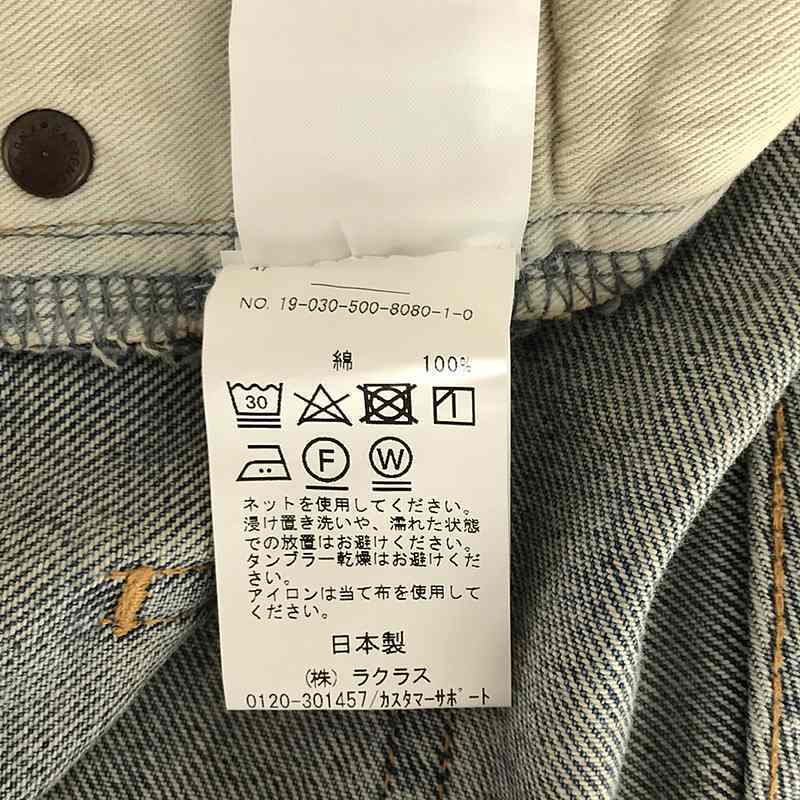 NO. 19-030-500-8080-1-0
綿 100%
30
F W
ネットを使用してください。
浸け置き洗いや、濡れた状態
での放置はお避けください。
タンブラー乾燥はお避けくだ
さい。
アイロンは当て布を使用して
ください。
日本製
(株) ラクラス
0120-301457/ｶｽﾀﾏｰｻﾎﾟｰﾄ